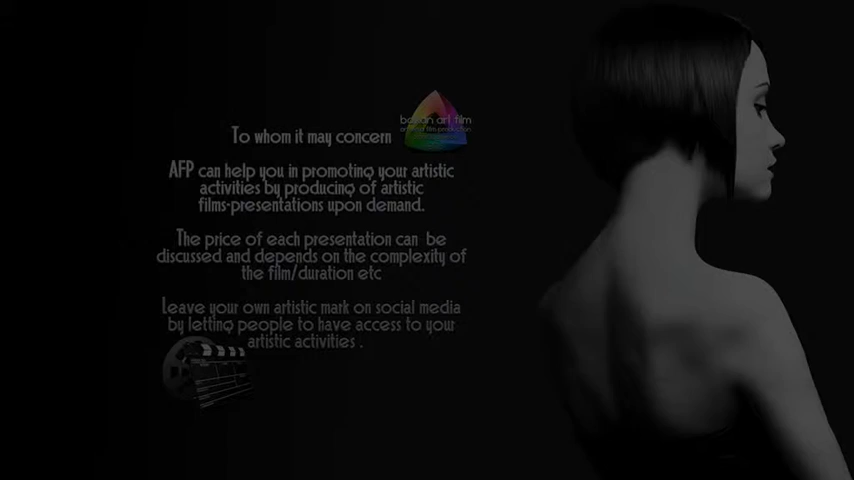 To whom it may concern
art film
AFP can help you in promoting your artistic
activities by producing of artistic
films-presentations upon demand.
The price of each presentation can be
discussed and depends on the complexity of
the film/duration etc
Leave your own artistic mark on social media
by letting people to have access to your
artistic activities .